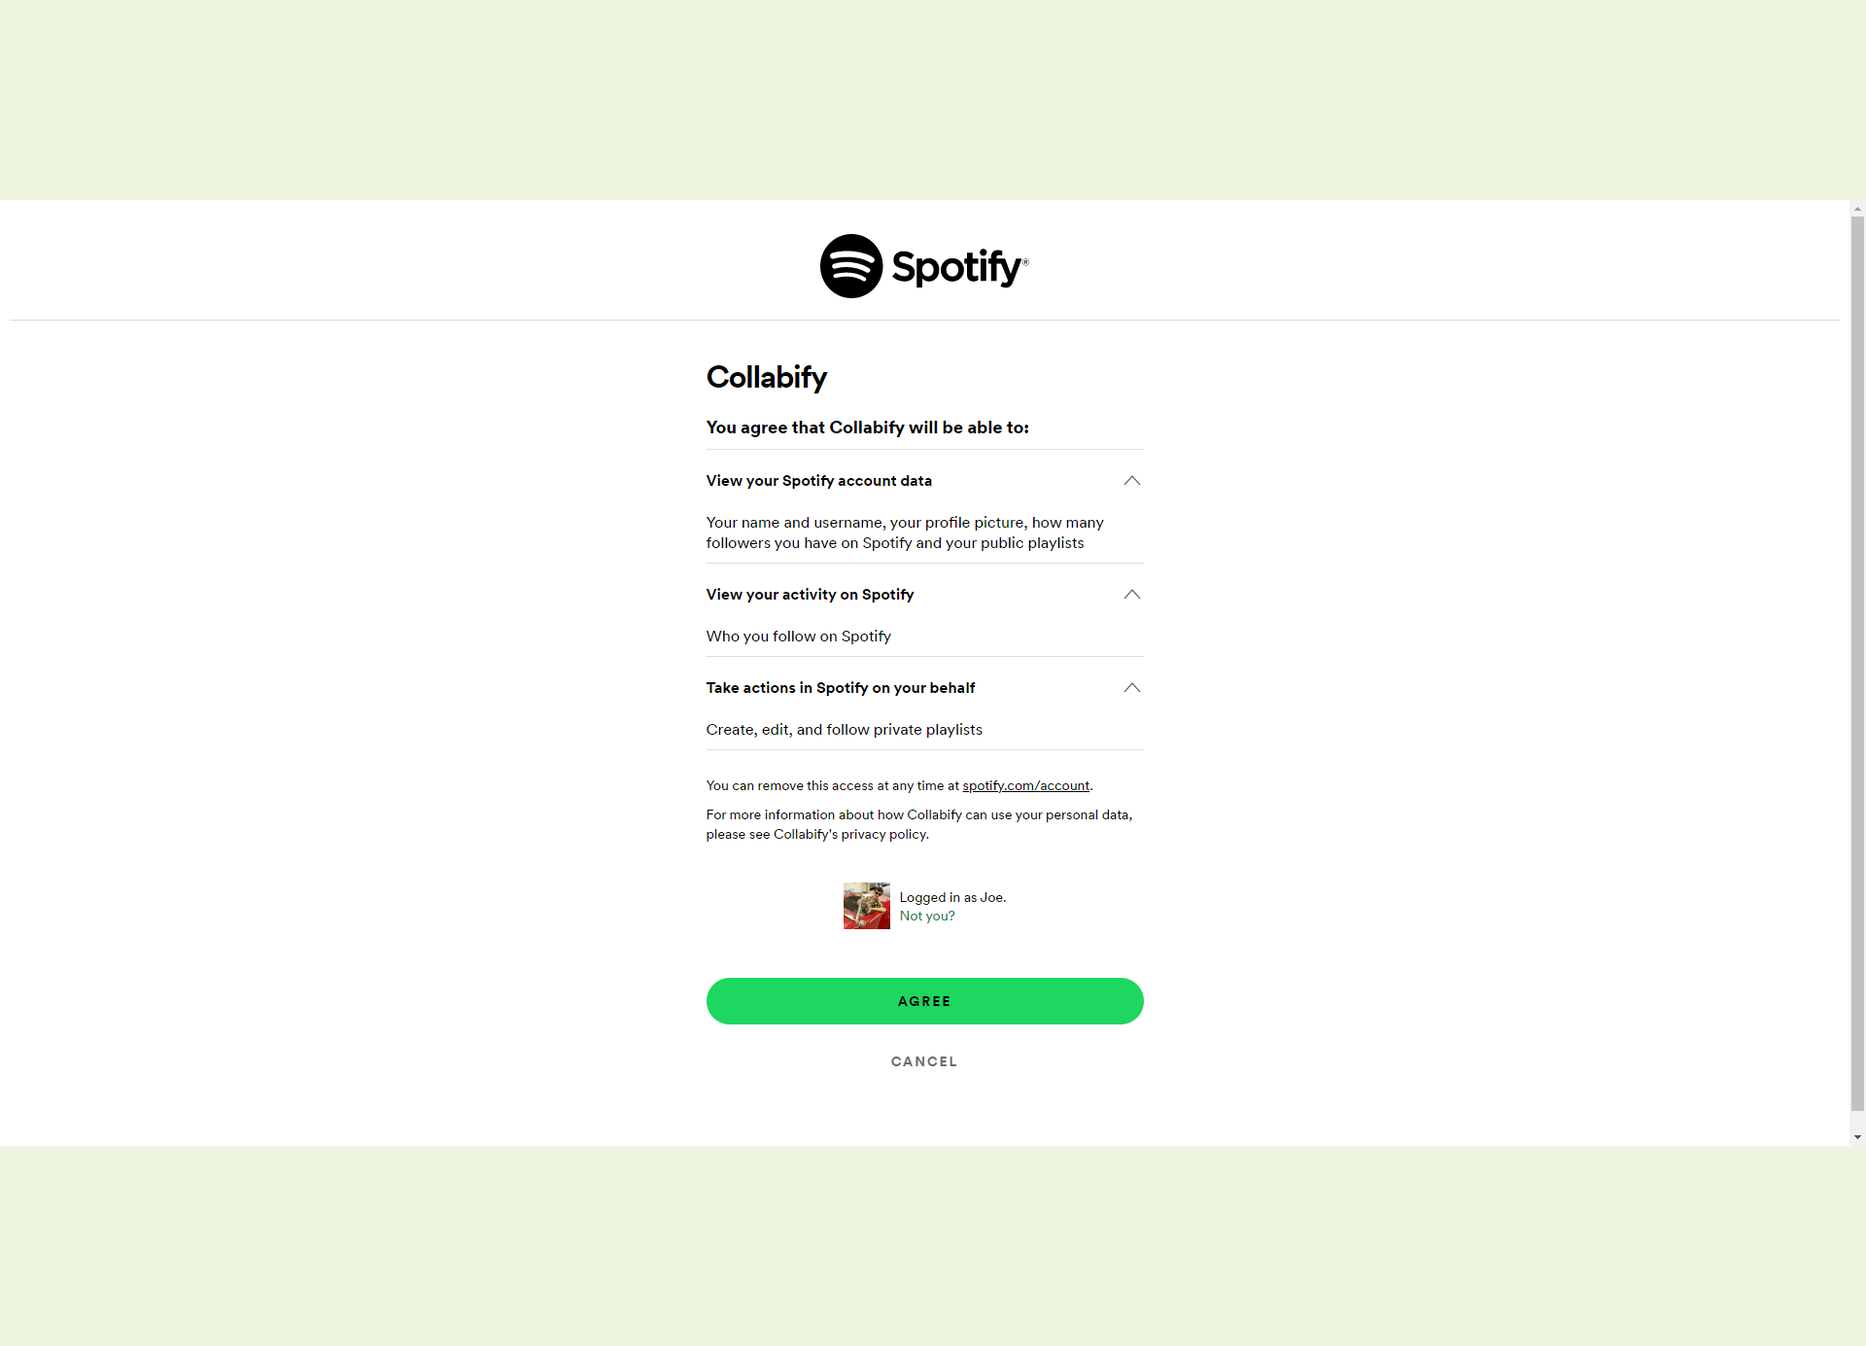 Spotify®
Collabify
You agree that Collabify will be able to:
View your Spotify account data
Your name and username, your profile picture, how many
followers you have on Spotify and your public playlists
View your activity on Spotify
Who you follow on Spotify
Take actions in Spotify on your behalf
Create, edit, and follow private playlists
You can remove this access at any time at spotify.com/account.
For more information about how Collabify can use your personal data,
please see Collabify's privacy policy.
Logged in as Joe.
Not you?
AGREE
CANCEL